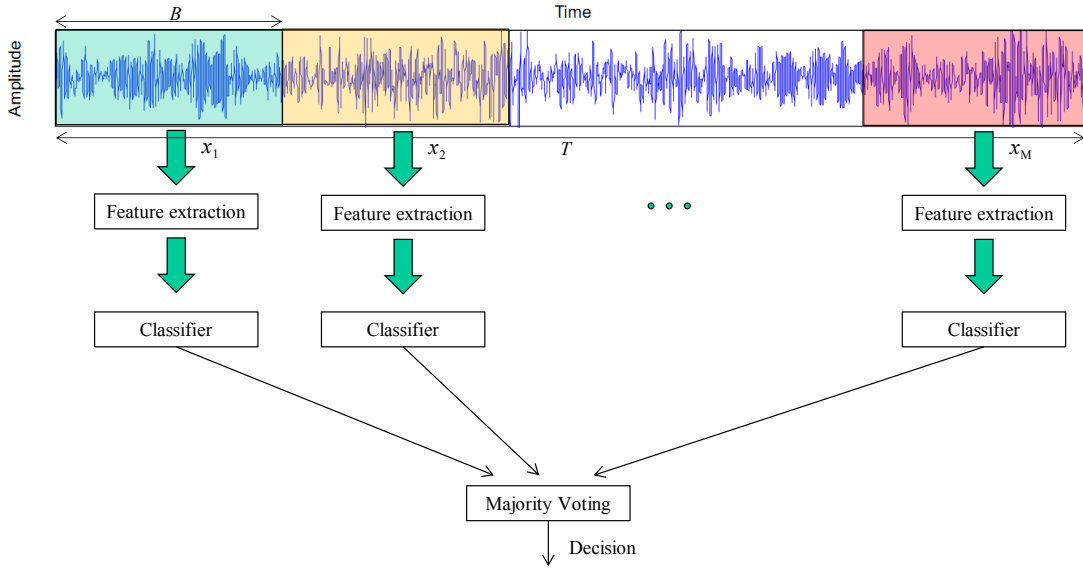 B
Time
Amplitude
x1
x2
T
xM
Feature extraction
Feature extraction
Feature extraction
Classifier
Classifier
Classifier
Majority Voting
Decision